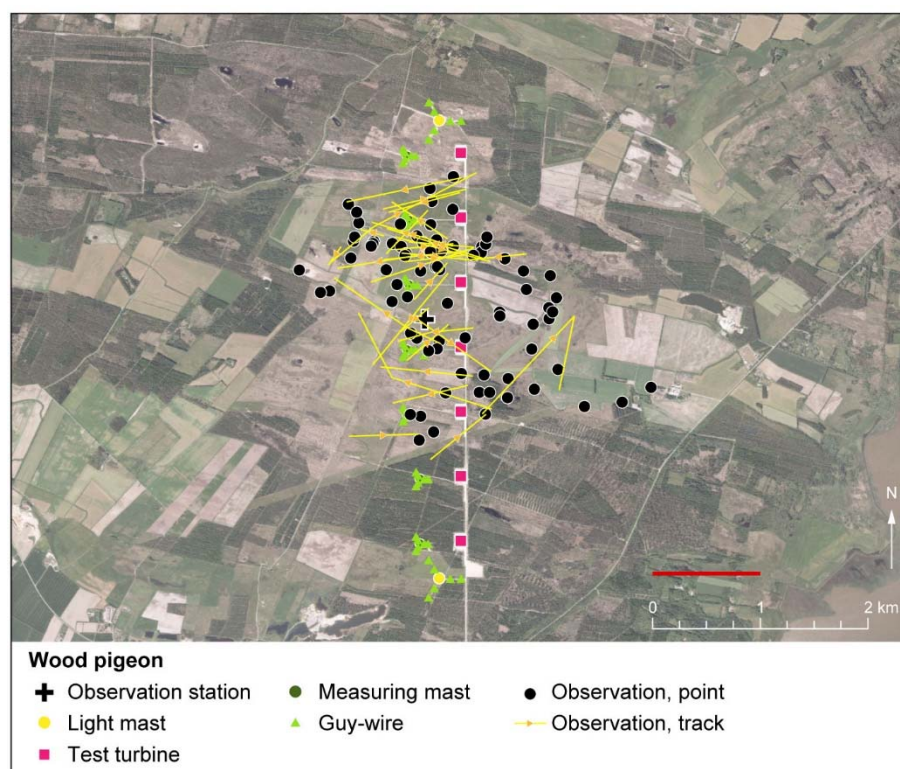 N
0 1 2 km
Wood pigeon
Observation station
Measuring mast
Observation, point
Light mast
Guy-wire
Observation, track
Test turbine